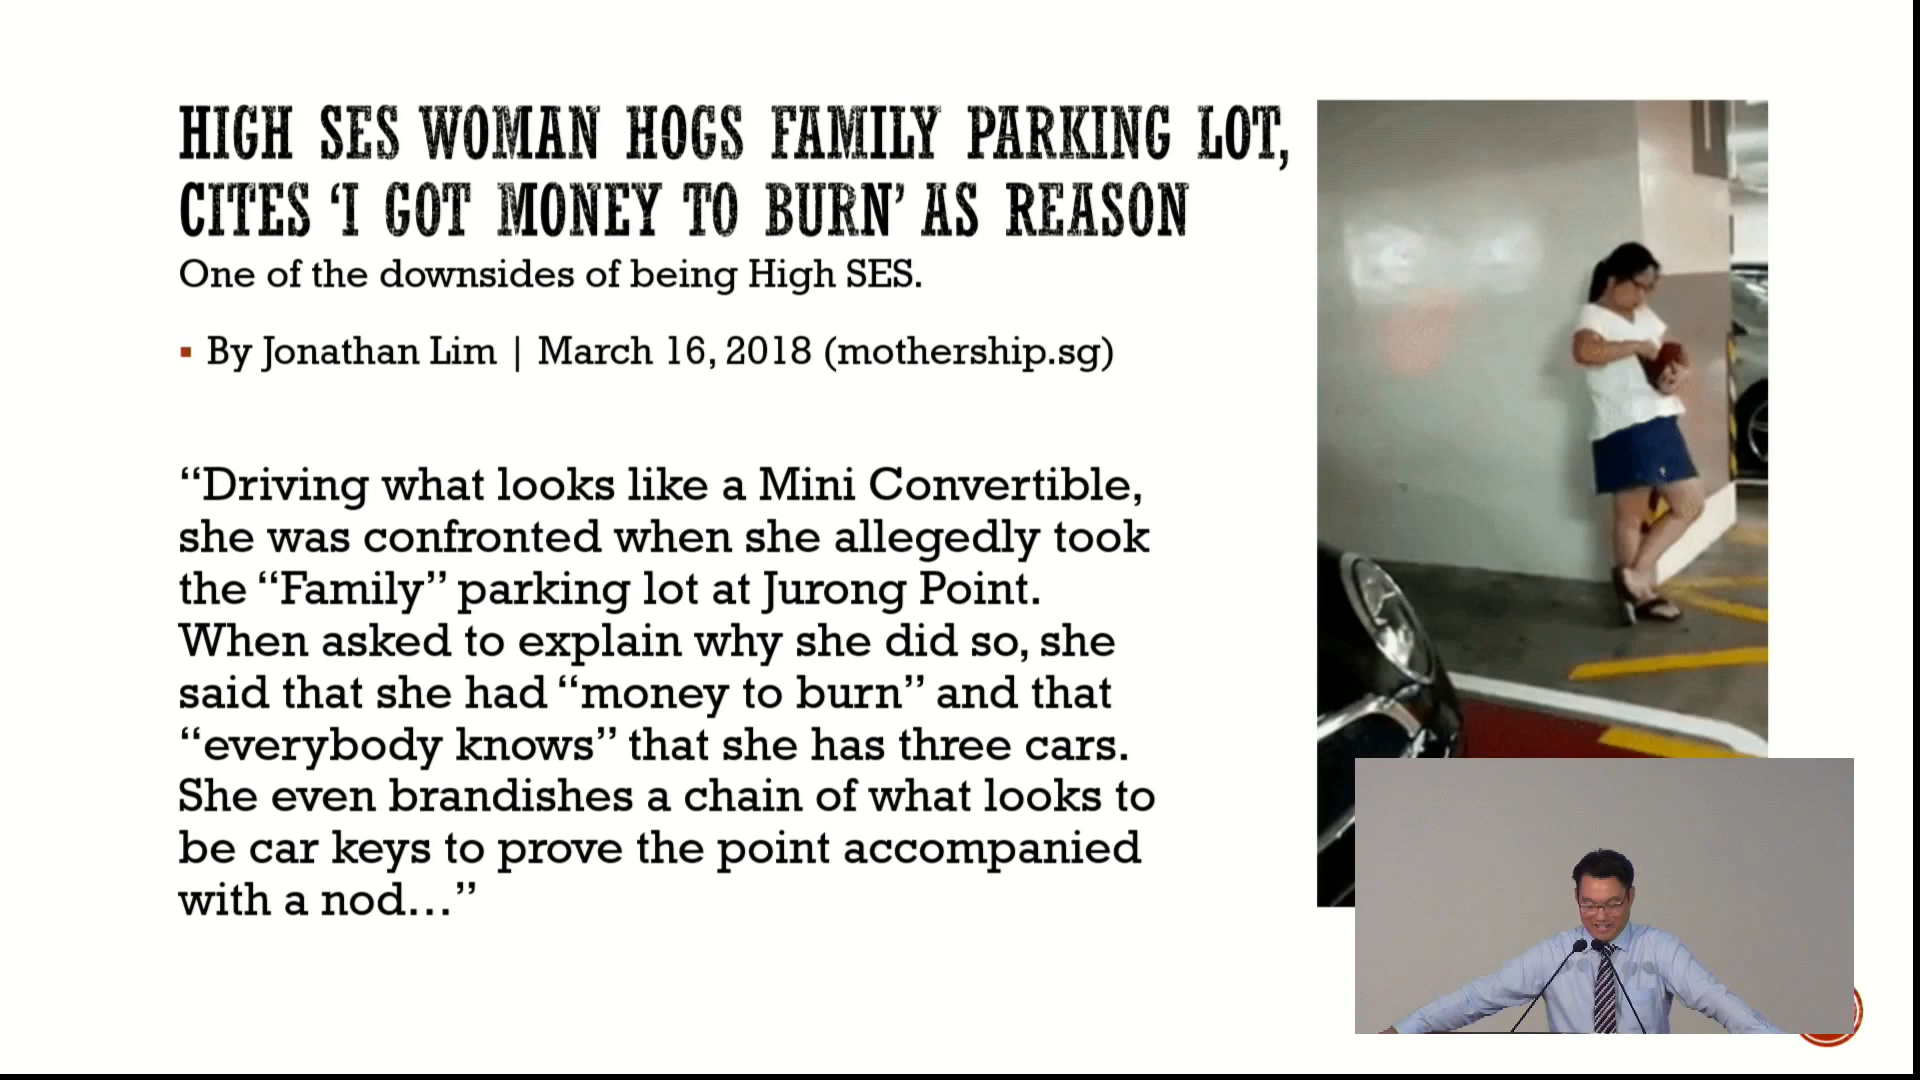 HIGH SES WOMAN HOGS FAMILY PARKING LOT,
CITES ‘I GOT MONEY TO BURN’ AS REASON
One of the downsides of being High SES.
▪ By Jonathan Lim | March 16, 2018 (mothership.sg)
“Driving what looks like a Mini Convertible,
she was confronted when she allegedly took
the “Family” parking lot at Jurong Point.
When asked to explain why she did so, she
said that she had “money to burn” and that
“everybody knows” that she has three cars.
She even brandishes a chain of what looks to
be car keys to prove the point accompanied
with a nod…”